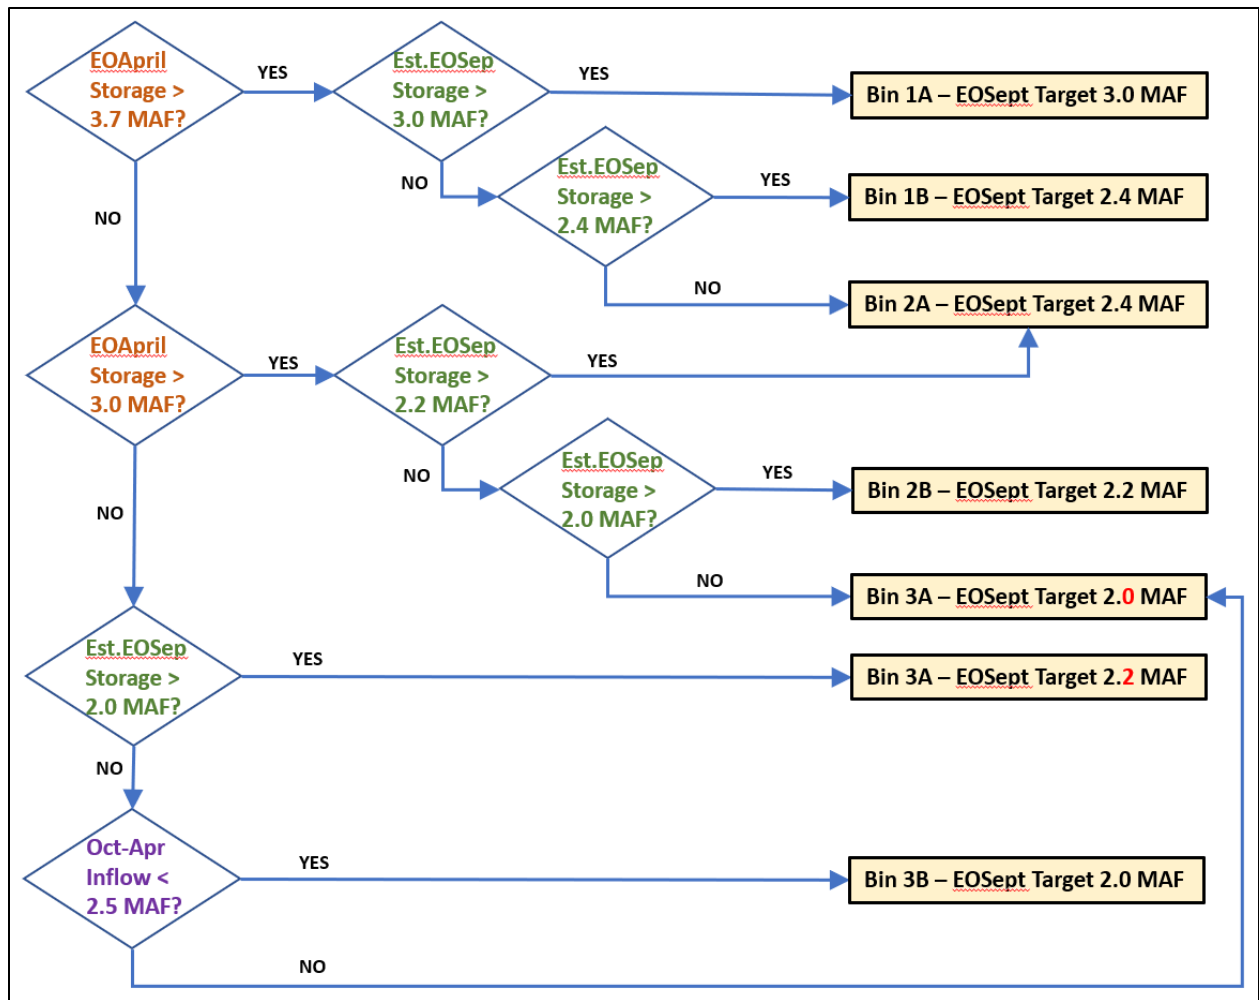 EOApril
Storage >
3.7 MAF?
YES
Est.EOSep
Storage >
3.0 MAF?
YES
Bin 1A – EOSept Target 3.0 MAF
NO
Est.EOSep
Storage >
2.4 MAF?
YES
Bin 1B – EOSept Target 2.4 MAF
NO
NO
Bin 2A – EOSept Target 2.4 MAF
EOApril
Storage >
3.0 MAF?
YES
Est.EOSep
Storage >
2.2 MAF?
YES
NO
Est.EOSep
Storage >
2.0 MAF?
YES
Bin 2B – EOSept Target 2.2 MAF
NO
NO
Bin 3A – EOSept Target 2.0 MAF
Est.EOSep
Storage >
2.0 MAF?
YES
Bin 3A – EOSept Target 2.2 MAF
NO
Oct-Apr
Inflow <
2.5 MAF?
YES
Bin 3B – EOSept Target 2.0 MAF
NO